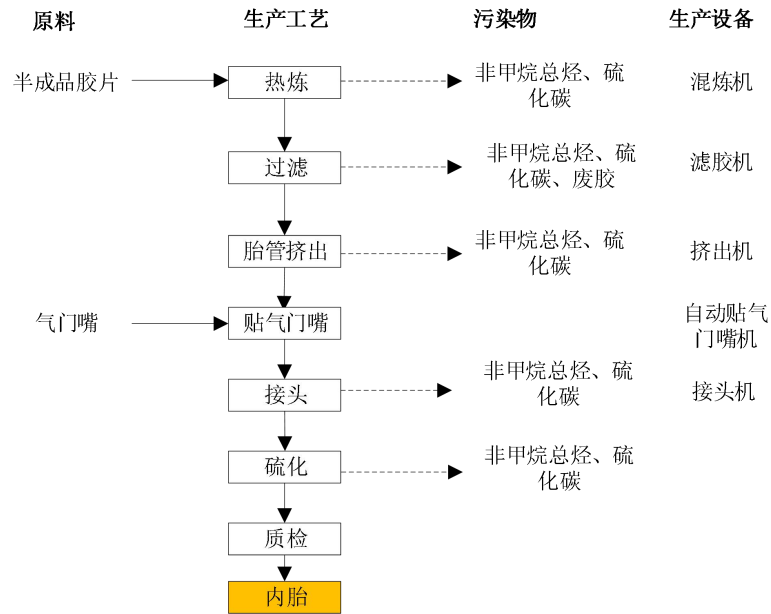 原料 生产工艺 污染物 生产设备
半成品胶片 热炼 非甲烷总烃、硫 混炼机
化碳
过滤 非甲烷总烃、硫 滤胶机
化碳、废胶
胎管挤出 非甲烷总烃、硫 挤出机
化碳
气门嘴 贴气门嘴 自动贴气
门嘴机
接头 非甲烷总烃、硫 接头机
化碳
硫化 非甲烷总烃、硫
化碳
质检
内胎